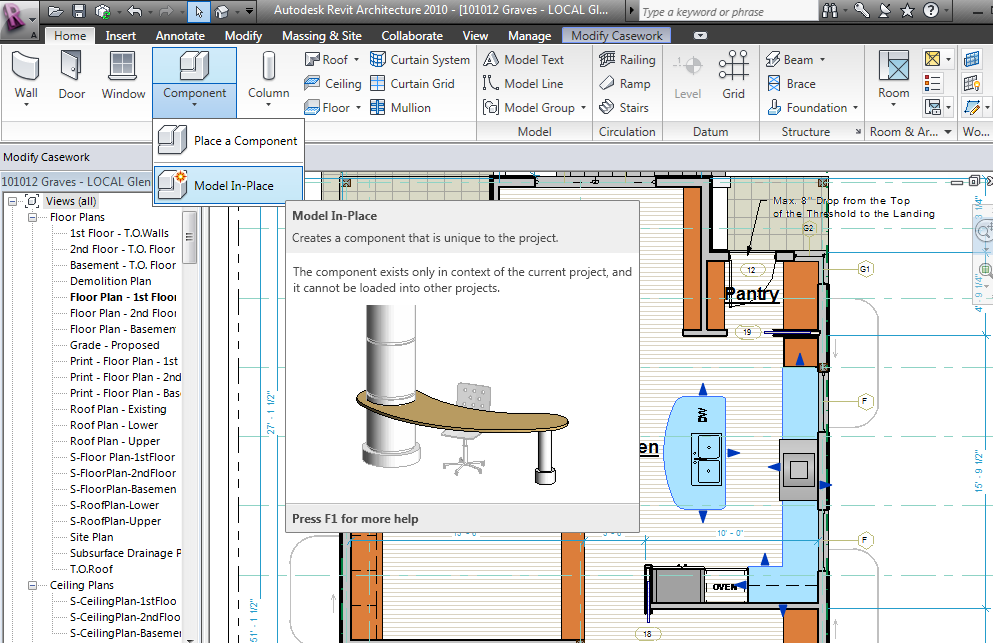 Autodesk Revit Architecture 2010 - [101012 Graves - LOCAL Gl...
Type a keyword or phrase
Home Insert Annotate Modify Massing & Site Collaborate View Manage Modify Casework
Wall Door Window Component Column
Roof Curtain System
Ceiling Curtain Grid
Floor Mullion
Model Text
Model Line
Model Group
Railing
Ramp
Stairs
Level Grid
Beam
Brace
Foundation
Room
Model Circulation Datum Structure Room & Ar... Wo...
Place a Component
Model In-Place
Modify Casework
101012 Graves - LOCAL Glen
Views (all)
Floor Plans
1st Floor - T.O.Walls
2nd Floor - T.O. Floor
Basement - T.O. Floor
Demolition Plan
Floor Plan - 1st Floor
Floor Plan - 2nd Floor
Floor Plan - Basement
Grade - Proposed
Print - Floor Plan - 1st
Print - Floor Plan - 2nd
Print - Floor Plan - Bas
Roof Plan - Existing
Roof Plan - Lower
Roof Plan - Upper
S-Floor Plan-1stFloor
S-FloorPlan-2ndFloor
S-FloorPlan-Basemen
S-RoofPlan-Lower
S-RoofPlan-Upper
Site Plan
Subsurface Drainage P
T.O.Roof
Ceiling Plans
S-CeilingPlan-1stFloo
S-CeilingPlan-2ndFloo
S-CeilingPlan-Basemen
Model In-Place
Creates a component that is unique to the project.
The component exists only in context of the current project, and
it cannot be loaded into other projects.
Press F1 for more help
Max. 8" Drop from the Top
of the Threshold to the Landing
G2
12
G1
Pantry
19
F
DW
en
F
10' - 0"
OVEN
18
27' - 1 1/2"
51' - 1 1/2"
3 1/4"
4' - 9 1/4"
15' - 9 1/2"